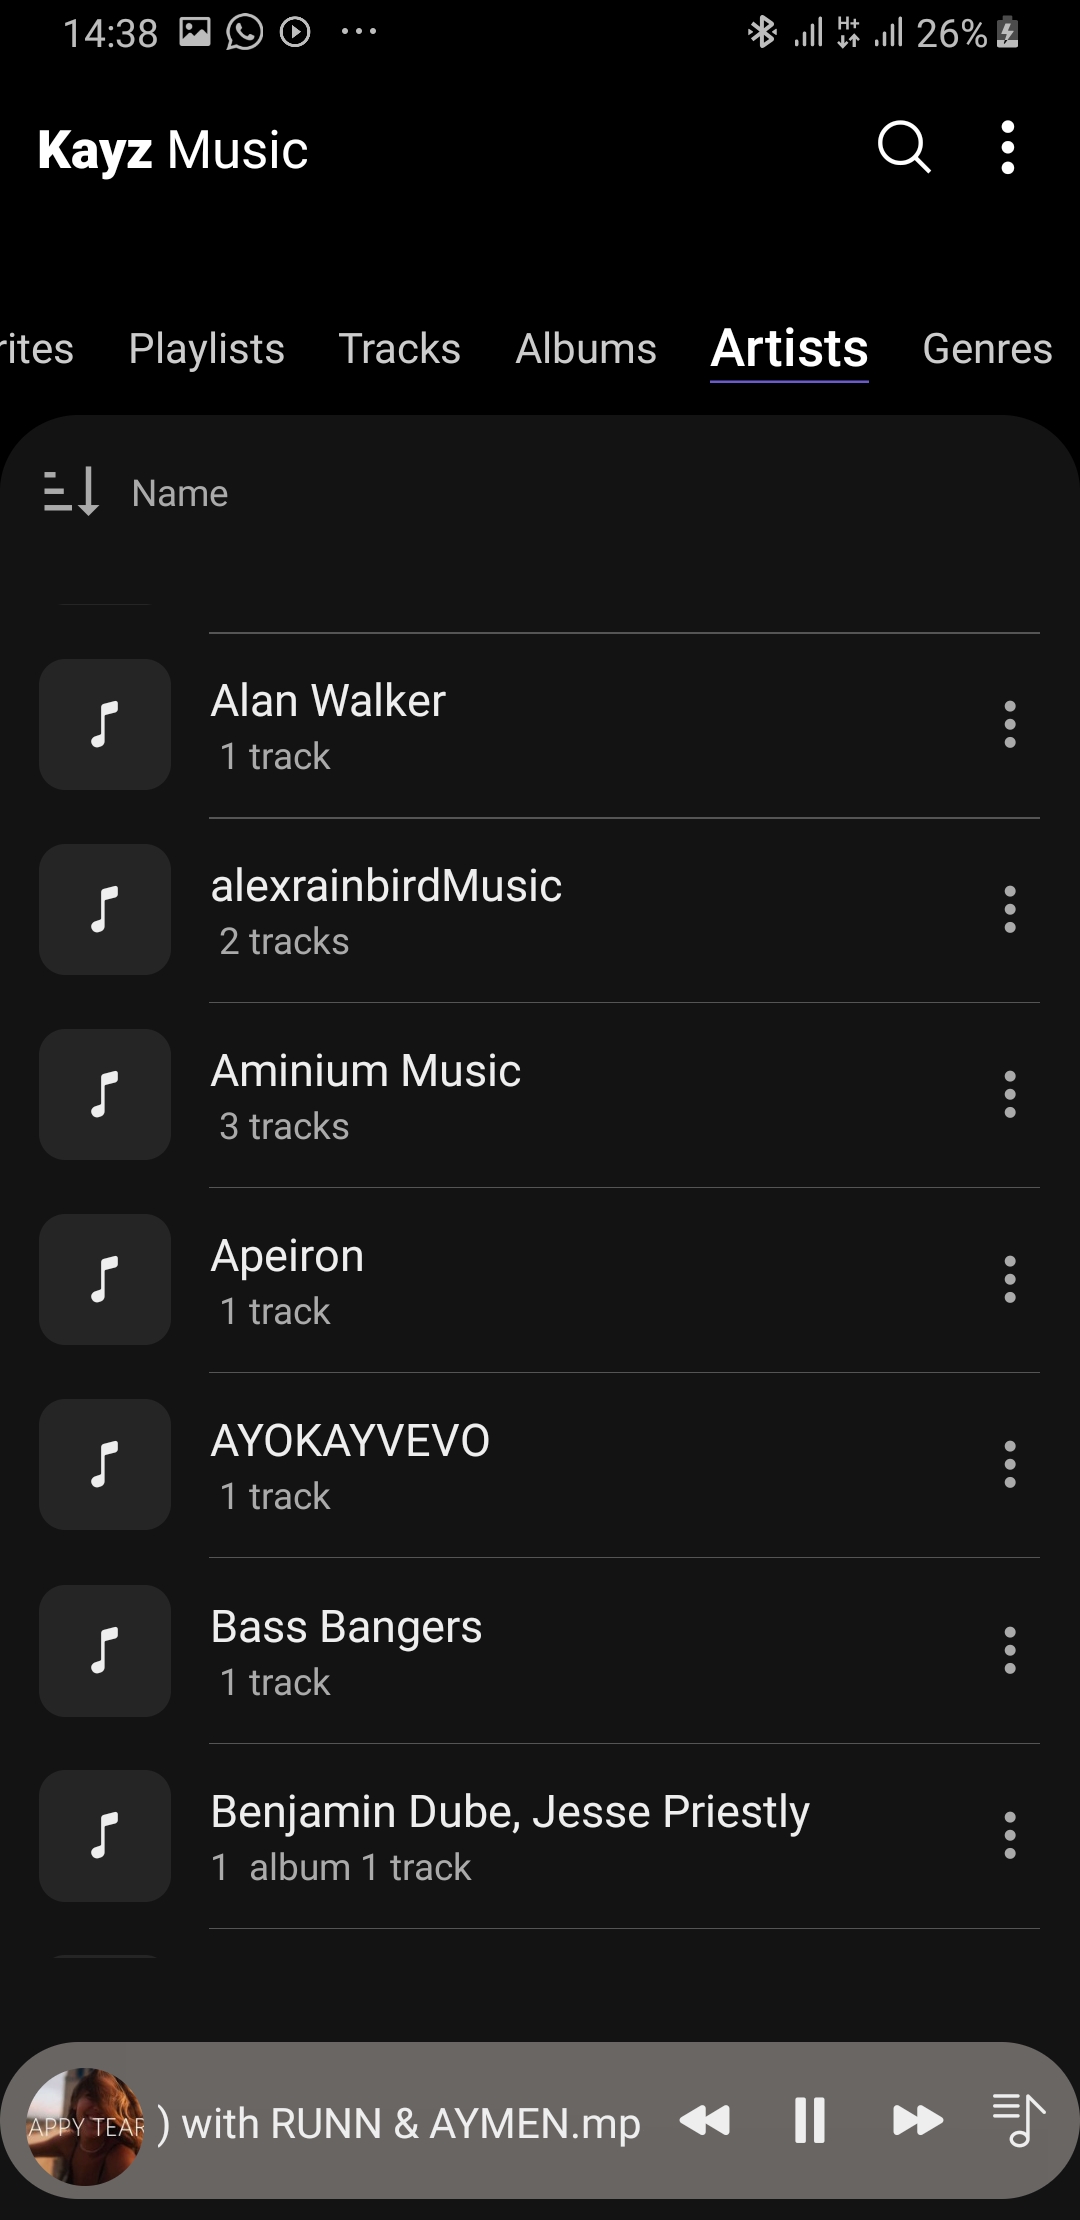 14:38 H+ 26%
Kayz Music
rites Playlists Tracks Albums Artists Genres
Name
Alan Walker
1 track
alexrainbirdMusic
2 tracks
Aminium Music
3 tracks
Apeiron
1 track
AYOKAYVEVO
1 track
Bass Bangers
1 track
Benjamin Dube, Jesse Priestly
1 album 1 track
APPY TEAR ) with RUNN & AYMEN.mp